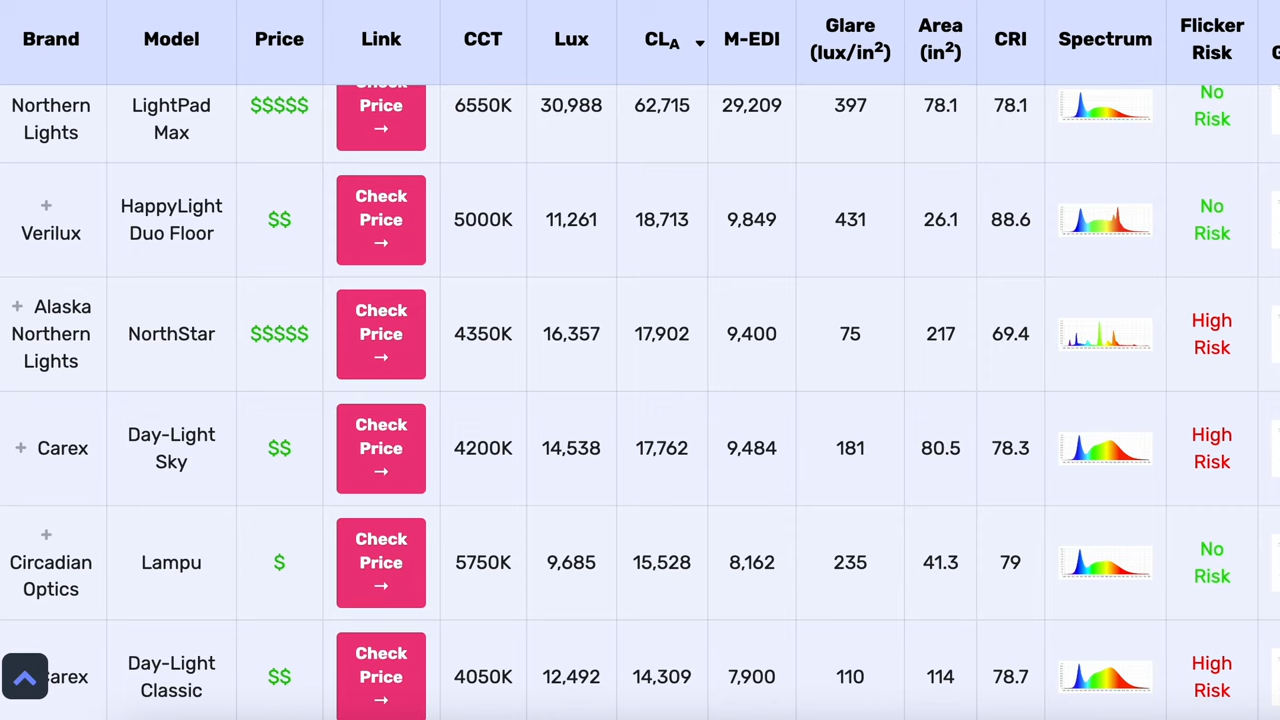 Brand Model Price Link CCT Lux CLA M-EDI Glare (lux/in²) Area (in²) CRI Spectrum Flicker Risk
Northern Lights LightPad Max $$$$$ Check Price → 6550K 30,988 62,715 29,209 397 78.1 78.1 No Risk
+ Verilux HappyLight Duo Floor $$ Check Price → 5000K 11,261 18,713 9,849 431 26.1 88.6 No Risk
+ Alaska Northern Lights NorthStar $$$$$ Check Price → 4350K 16,357 17,902 9,400 75 217 69.4 High Risk
+ Carex Day-Light Sky $$ Check Price → 4200K 14,538 17,762 9,484 181 80.5 78.3 High Risk
+ Circadian Optics Lampu $ Check Price → 5750K 9,685 15,528 8,162 235 41.3 79 No Risk
arex Day-Light Classic $$ Check Price → 4050K 12,492 14,309 7,900 110 114 78.7 High Risk